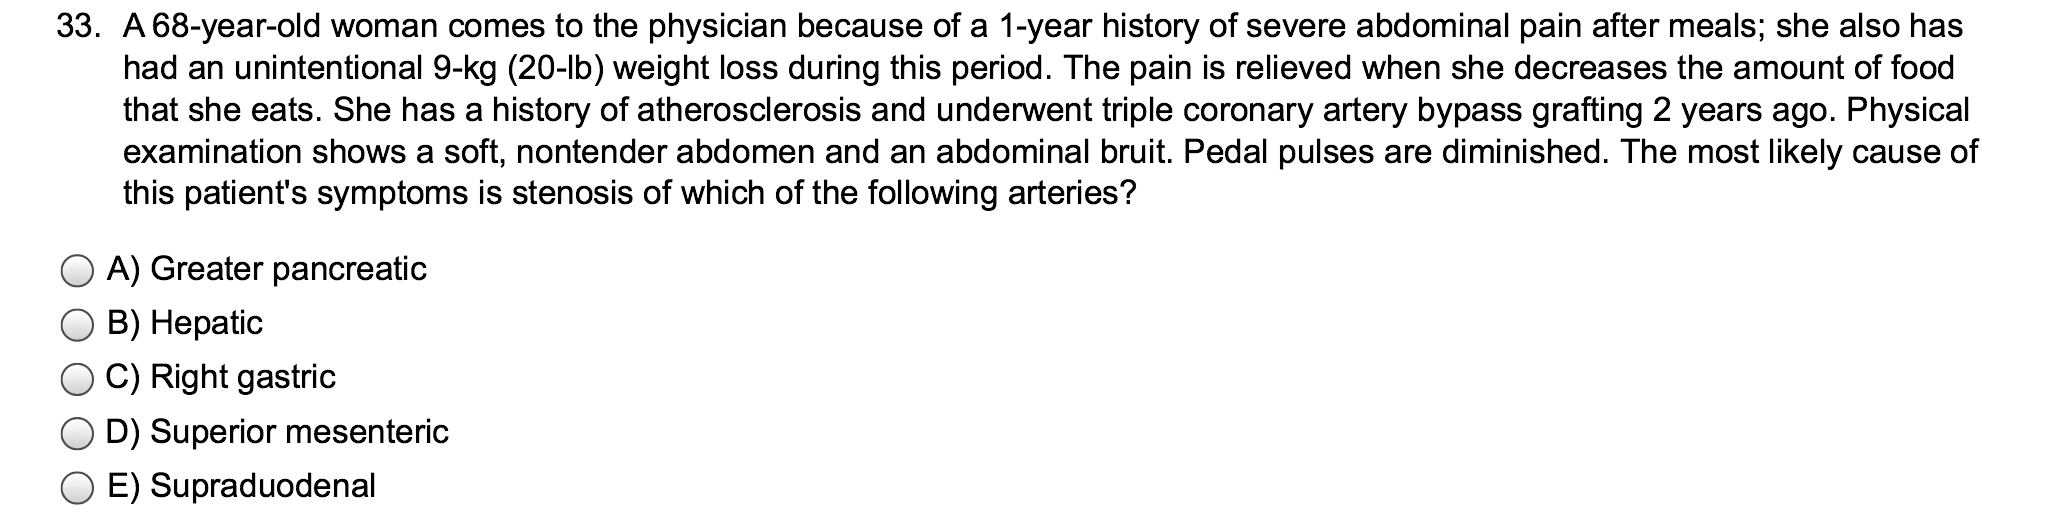 33. A 68-year-old woman comes to the physician because of a 1-year history of severe abdominal pain after meals; she also has
had an unintentional 9-kg (20-lb) weight loss during this period. The pain is relieved when she decreases the amount of food
that she eats. She has a history of atherosclerosis and underwent triple coronary artery bypass grafting 2 years ago. Physical
examination shows a soft, nontender abdomen and an abdominal bruit. Pedal pulses are diminished. The most likely cause of
this patient's symptoms is stenosis of which of the following arteries?
A) Greater pancreatic
B) Hepatic
C) Right gastric
D) Superior mesenteric
E) Supraduodenal